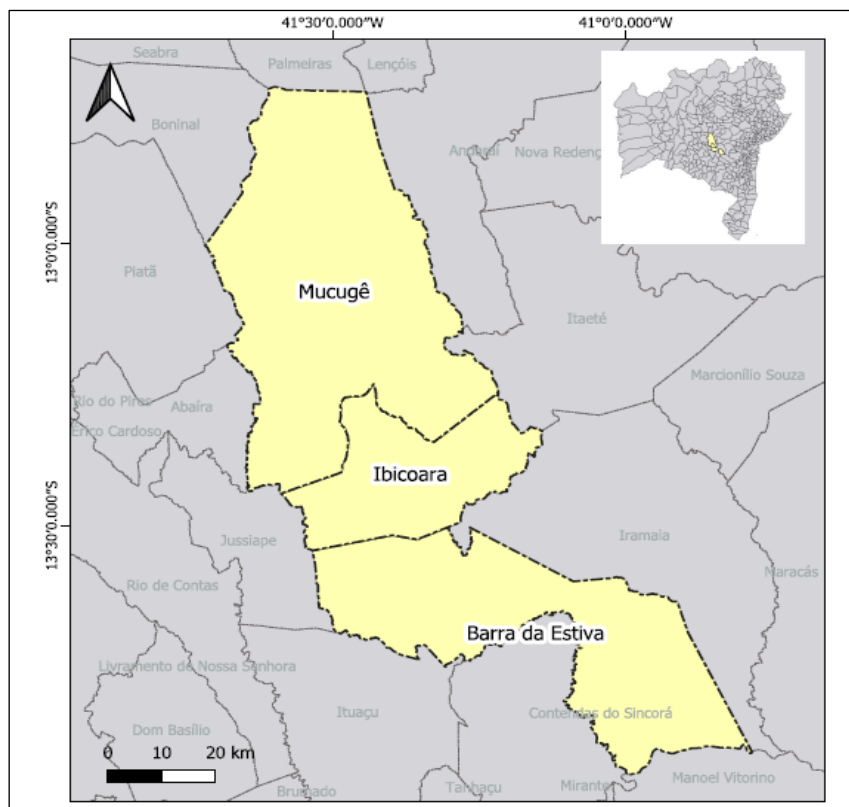 41°30'0.000"W
41°0'0.000"W
Seabra
Palmeiras
Lençóis
Boninal
Andaraí
Nova Redenç
13°0'0.000"S
Piatã
Mucugê
Itaeté
Marcionílio Souza
Rio do Pires
Abaíra
Érico Cardoso
Ibicoara
13°30'0.000"S
Jussiape
Iramaia
Maracás
Rio de Contas
Barra da Estiva
Livramento de Nossa Senhora
Ituaçu
Contendas do Sincorá
Dom Basílio
0 10 20 km
Brumado
Tanhaçu
Mirante
Manoel Vitorino